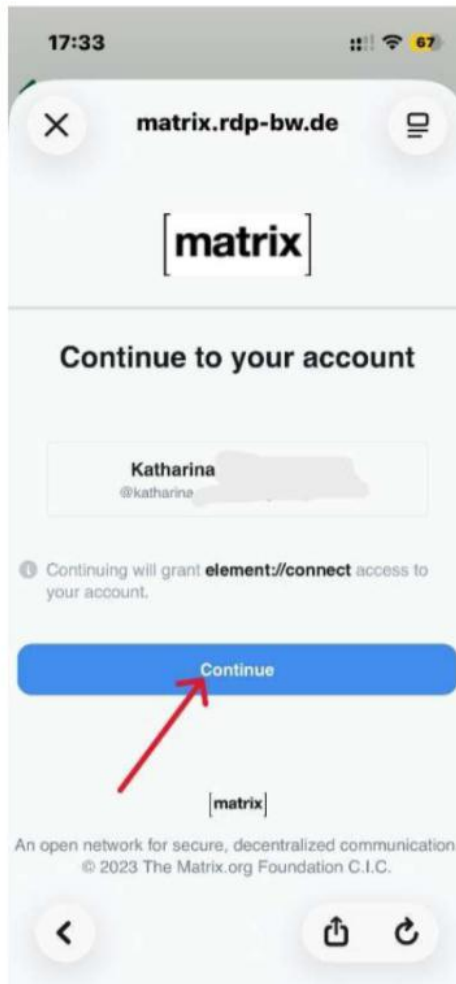 17:33
67
matrix.rdp-bw.de
[matrix]
Continue to your account
Katharina
@katharina
Continuing will grant element://connect access to
your account.
Continue
[matrix]
An open network for secure, decentralized communication
© 2023 The Matrix.org Foundation C.I.C.